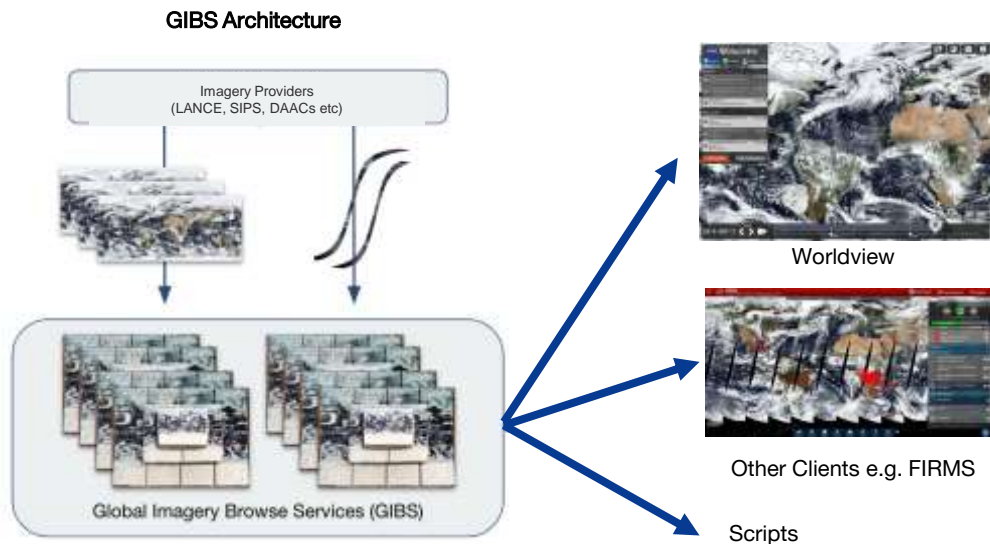 GIBS Architecture
Imagery Providers
(LANCE, SIPS, DAACs etc)
Global Imagery Browse Services (GIBS)
Worldview
Other Clients e.g. FIRMS
Scripts